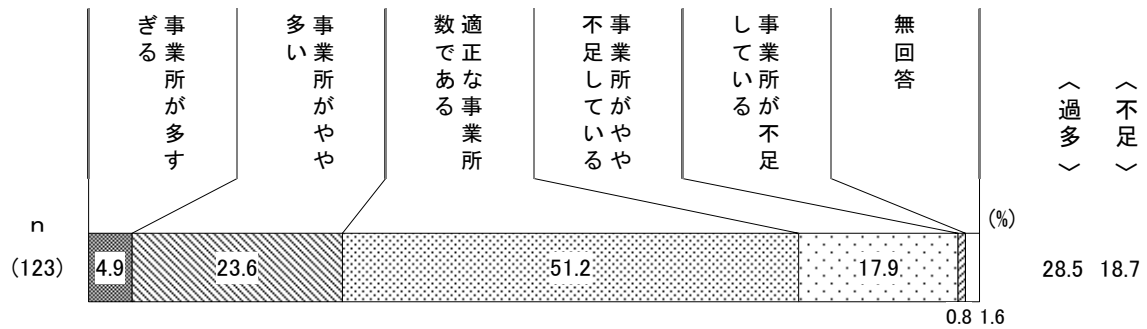 事業所が多す
ぎる
事業所がやや
多い
適正な事業所
数である
事業所がやや
不足している
事業所が不足
している
無回答
〈過多〉
〈不足〉
n
(%)
(123)
4.9
23.6
51.2
17.9
28.5
18.7
0.8
1.6